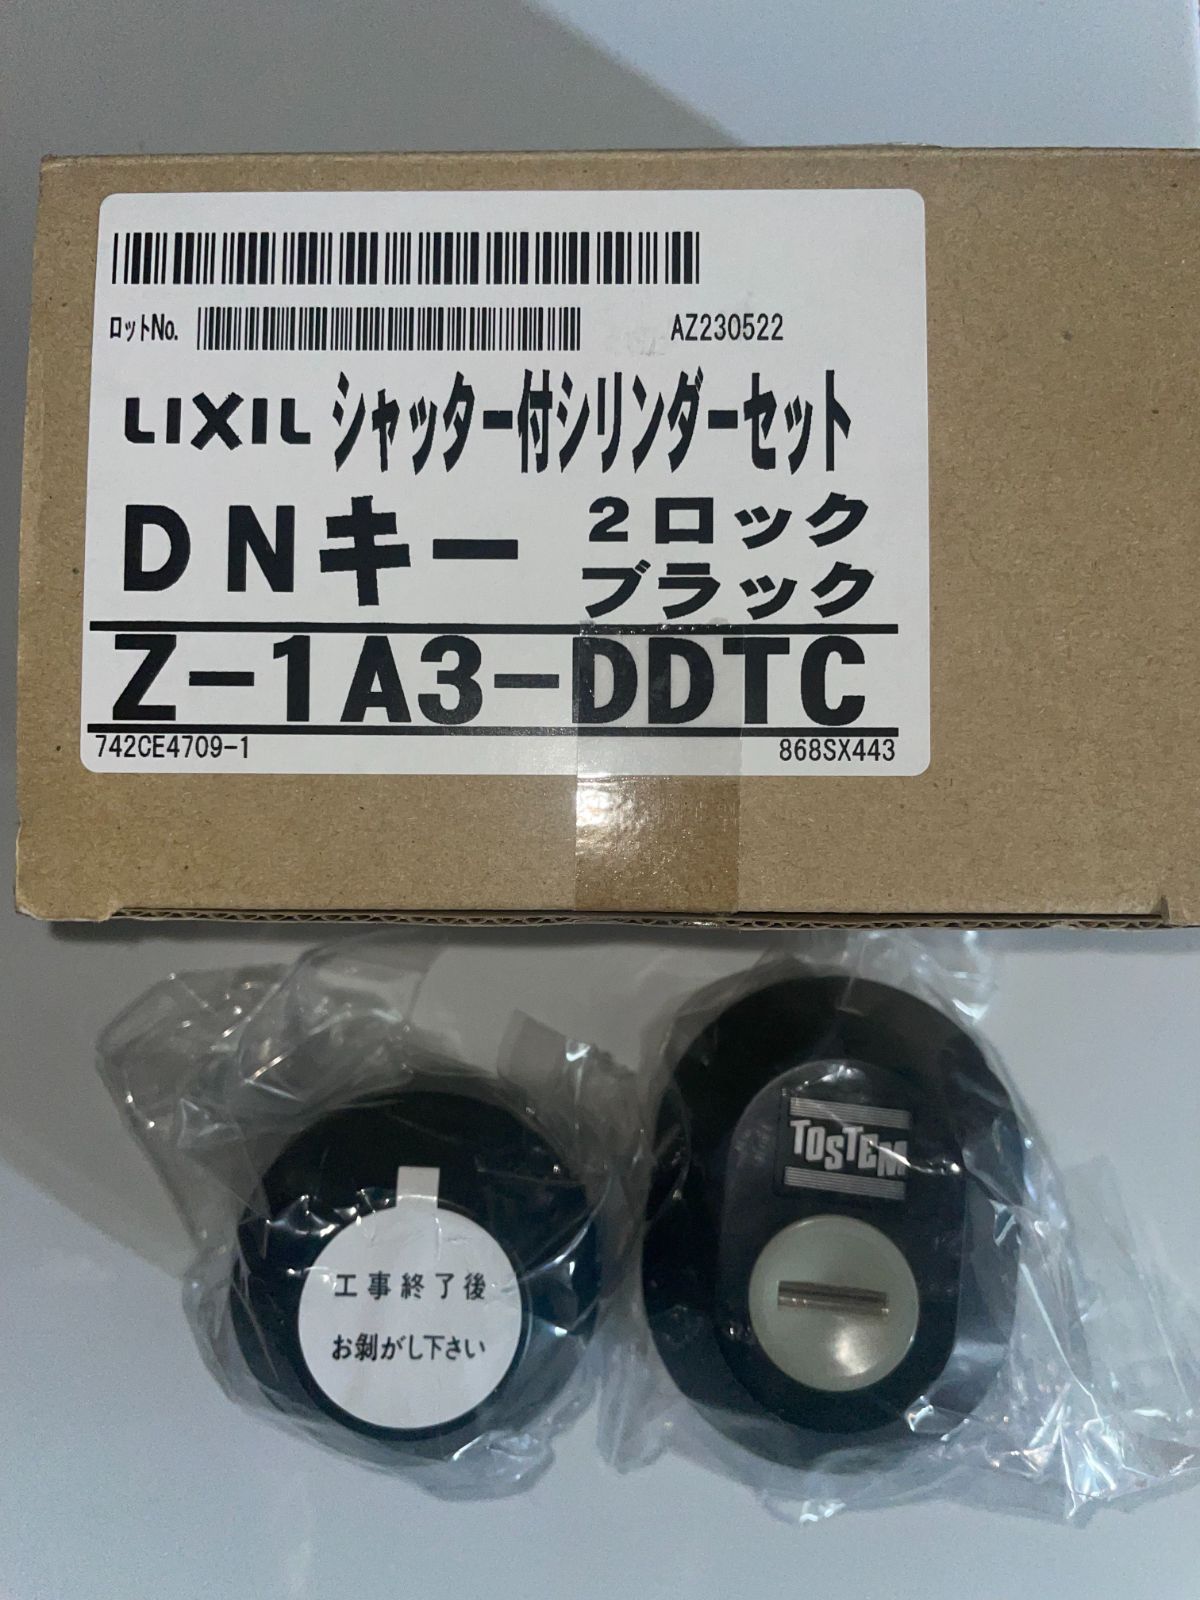 ロットNo. AZ230522
LIXIL シャッター付シリンダーセット
DNキー 2ロック
ブラック
Z-1A3-DDTC
742CE4709-1 868SX443
TOSTEM
工事終了後
お剝がし下さい